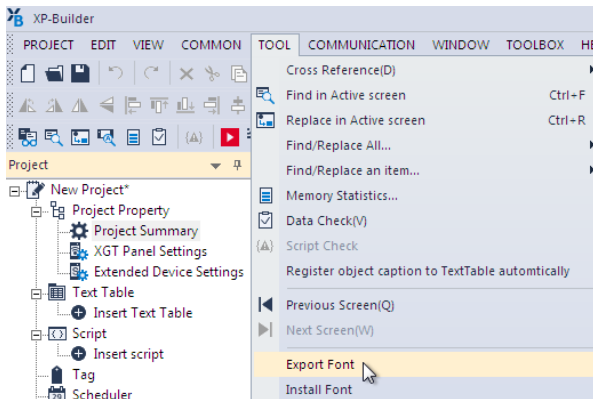 XP-Builder
PROJECT EDIT VIEW COMMON TOOL COMMUNICATION WINDOW TOOLBOX HE
Cross Reference(D)
Find in Active screen Ctrl+F
Replace in Active screen Ctrl+R
Find/Replace All...
Find/Replace an item...
Memory Statistics...
Data Check(V)
Script Check
Register object caption to TextTable automtically
Previous Screen(Q)
Next Screen(W)
Export Font
Install Font
Project
New Project*
Project Property
Project Summary
XGT Panel Settings
Extended Device Settings
Text Table
Insert Text Table
Script
Insert script
Tag
Scheduler